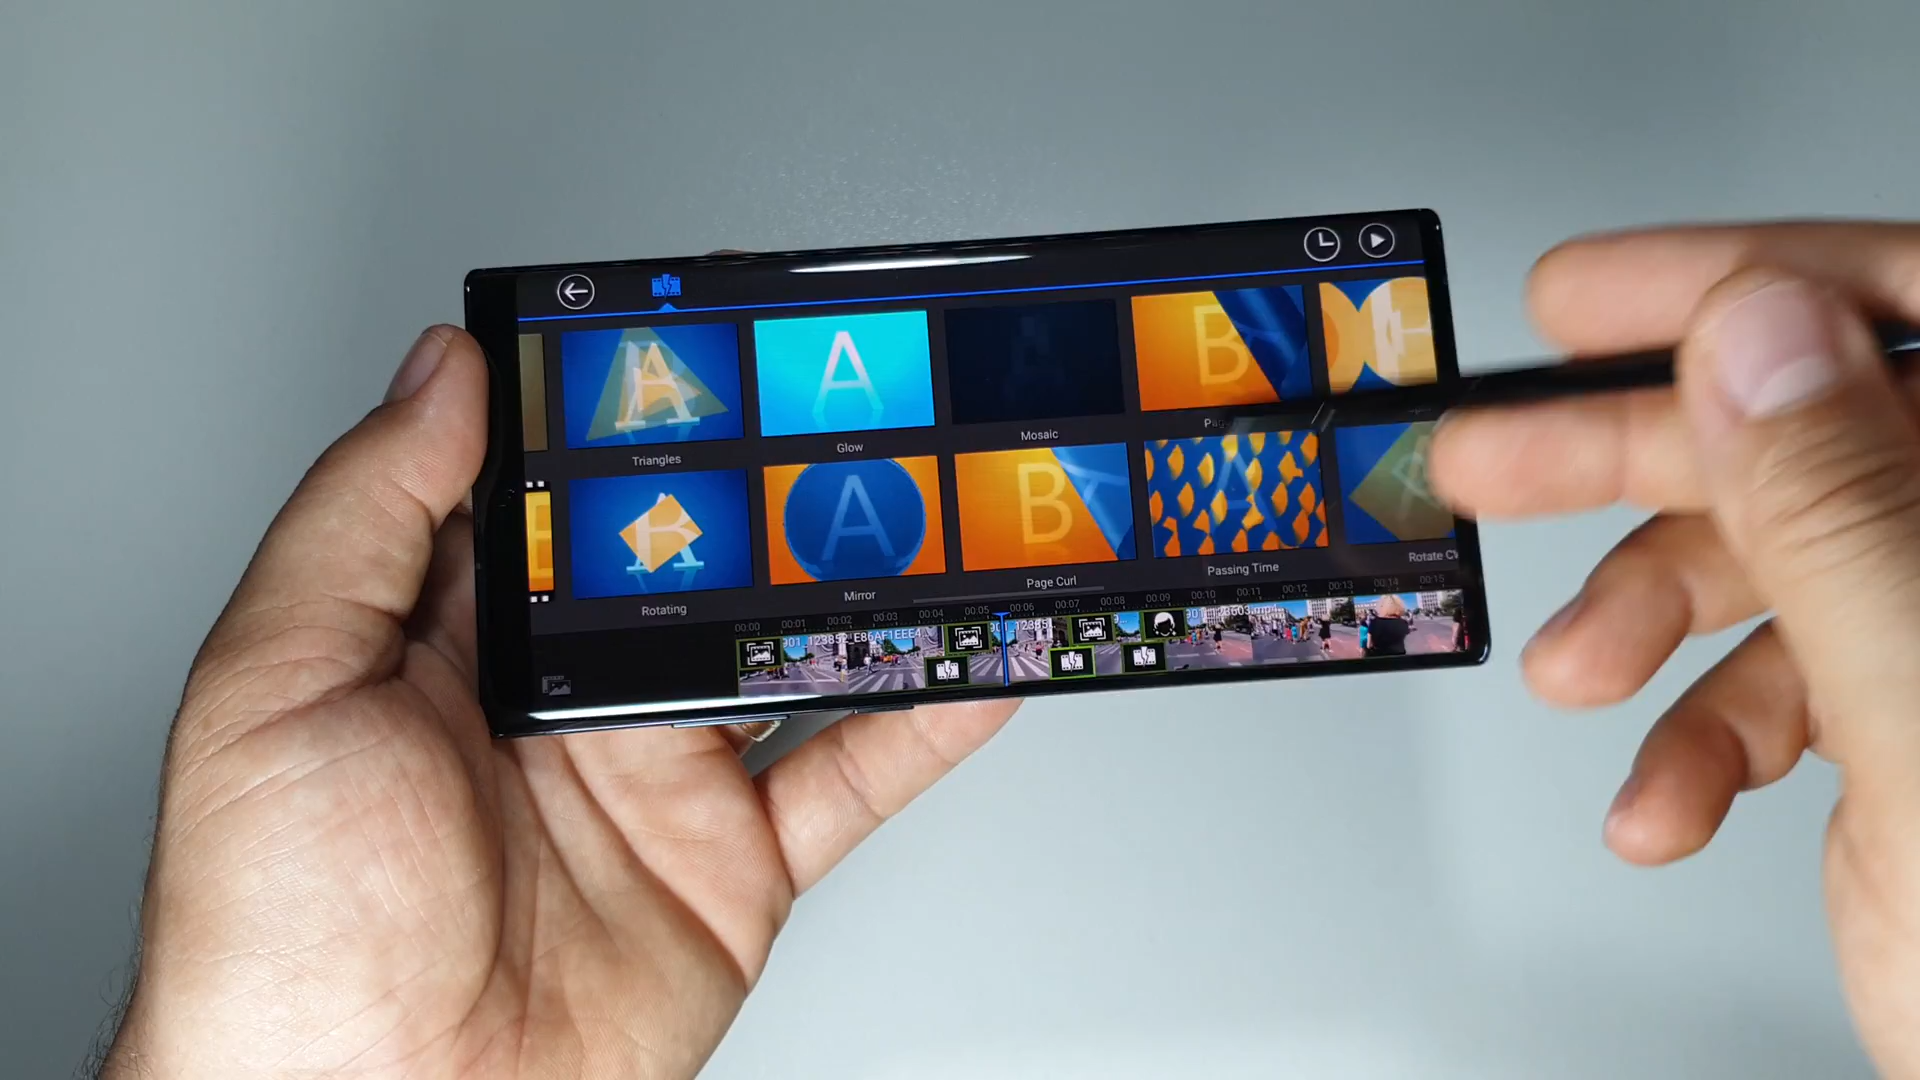 A
A
B
Triangles
Glow
Mosaic
A
B
A
Rotating
Mirror
Page Curl
Passing Time
Rotate
00:00 00:01 00:02 00:03 00:04 00:05 00:06 00:07 00:08 00:09 00:10 00:11 00:12 00:13 00:14 00:15